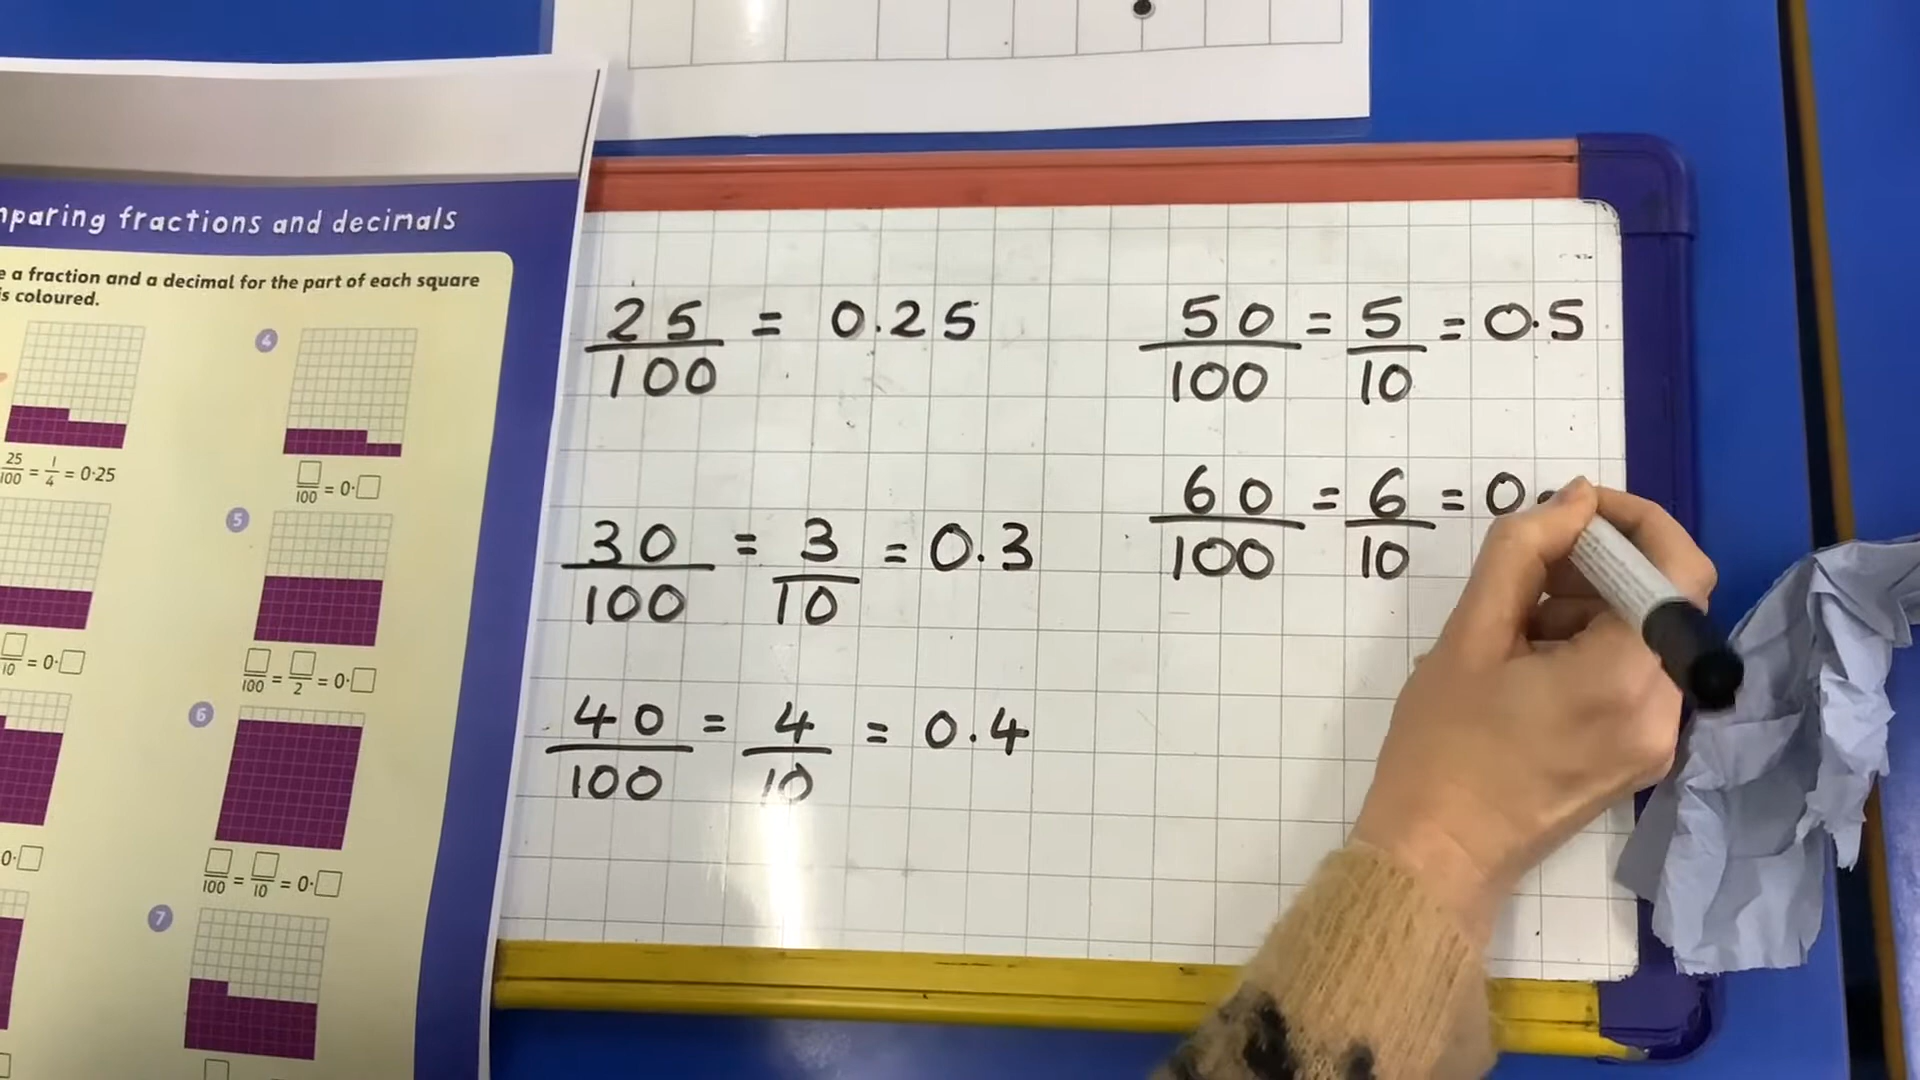 paring fractions and decimals
a fraction and a decimal for the part of each square
is coloured.
25/100 = 1/4 = 0·25
□/10 = 0·□
0·□
4
□/100 = 0·□
5
□/100 = □/2 = 0·□
6
□/100 = □/10 = 0·□
7
25/100 = 0.25
30/100 = 3/10 = 0.3
40/100 = 4/10 = 0.4
50/100 = 5/10 = 0.5
60/100 = 6/10 = 0.